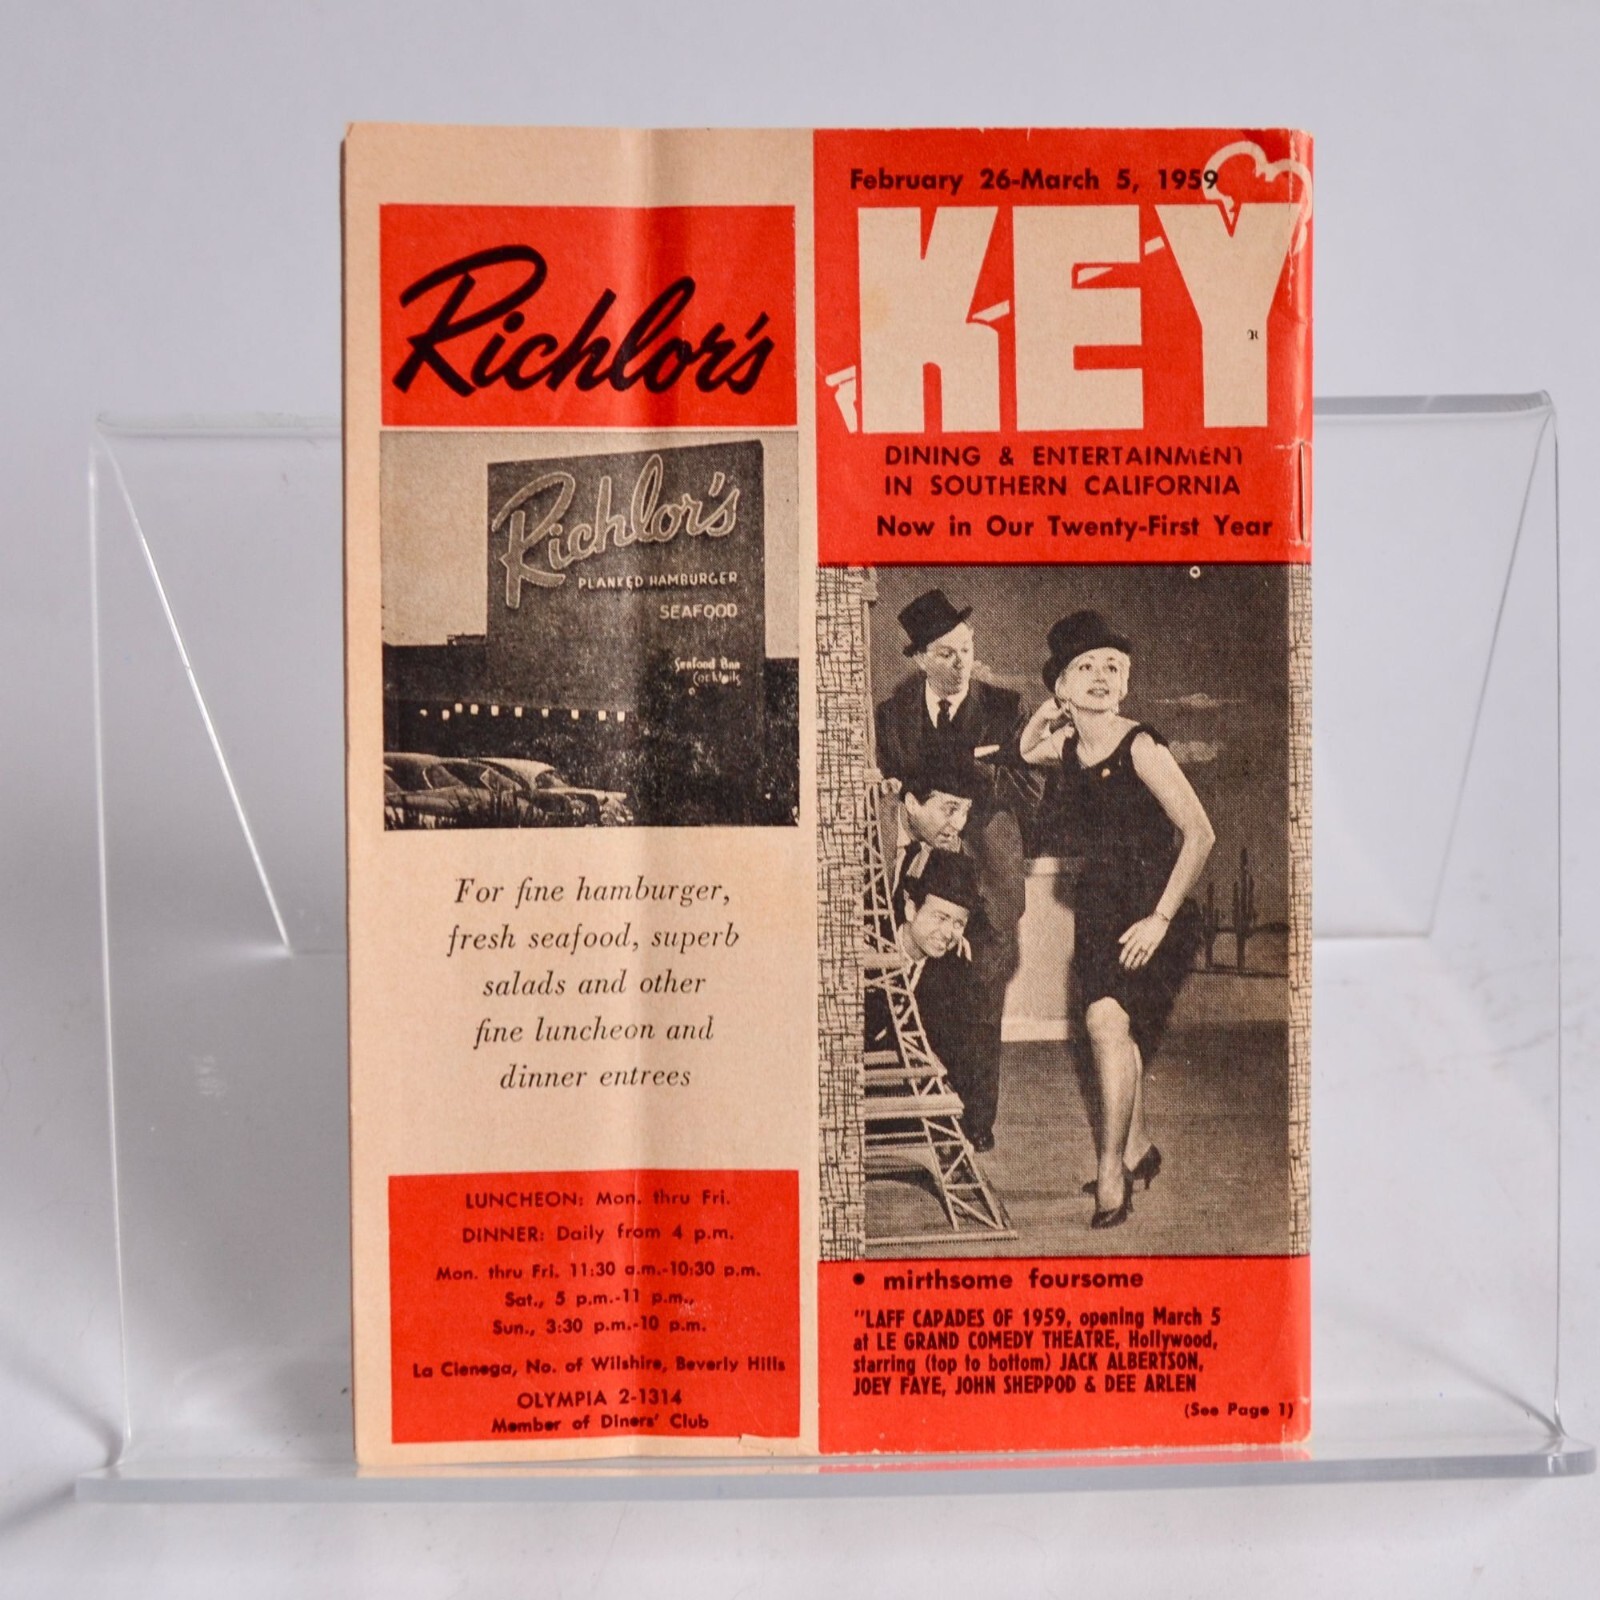 Richlor's
Richlor's
PLANKED HAMBURGER
SEAFOOD
Seafood Bar
Cocktails
For fine hamburger,
fresh seafood, superb
salads and other
fine luncheon and
dinner entrees
LUNCHEON: Mon. thru Fri.
DINNER: Daily from 4 p.m.
Mon. thru Fri. 11:30 a.m.-10:30 p.m.
Sat., 5 p.m.-11 p.m.,
Sun., 3:30 p.m.-10 p.m.
La Cienega, No. of Wilshire, Beverly Hills
OLYMPIA 2-1314
Member of Diners' Club
February 26-March 5, 1959
KEY
R
DINING & ENTERTAINMENT
IN SOUTHERN CALIFORNIA
Now in Our Twenty-First Year
• mirthsome foursome
"LAFF CAPADES OF 1959, opening March 5
at LE GRAND COMEDY THEATRE, Hollywood,
starring (top to bottom) JACK ALBERTSON,
JOEY FAYE, JOHN SHEPPOD & DEE ARLEN
(See Page 1)